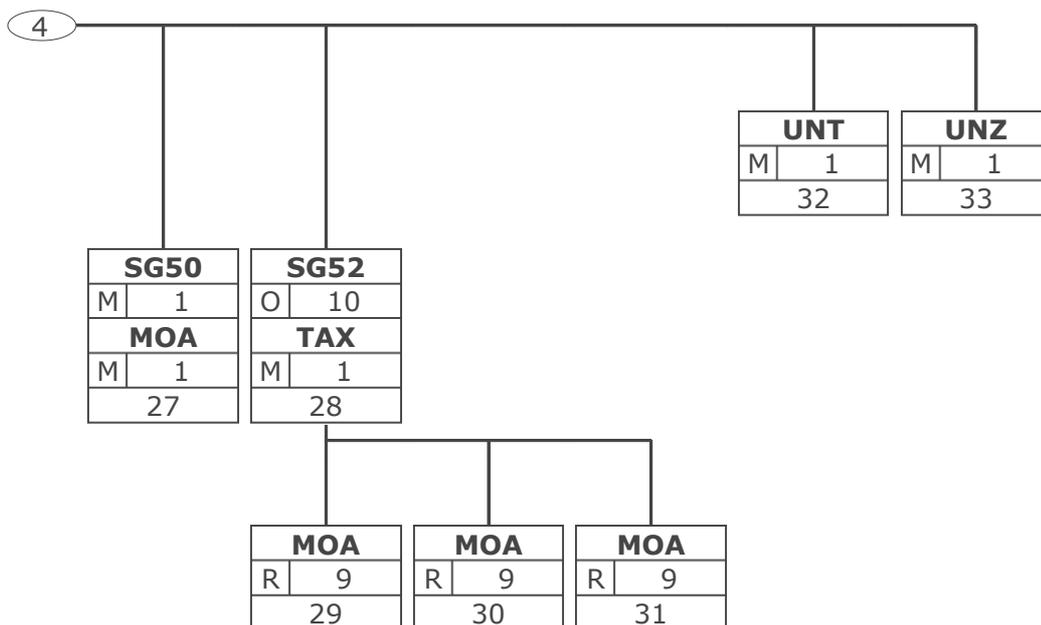 4
UNT
M 1
32
UNZ
M 1
33
SG50
M 1
MOA
M 1
27
SG52
O 10
TAX
M 1
28
MOA
R 9
29
MOA
R 9
30
MOA
R 9
31